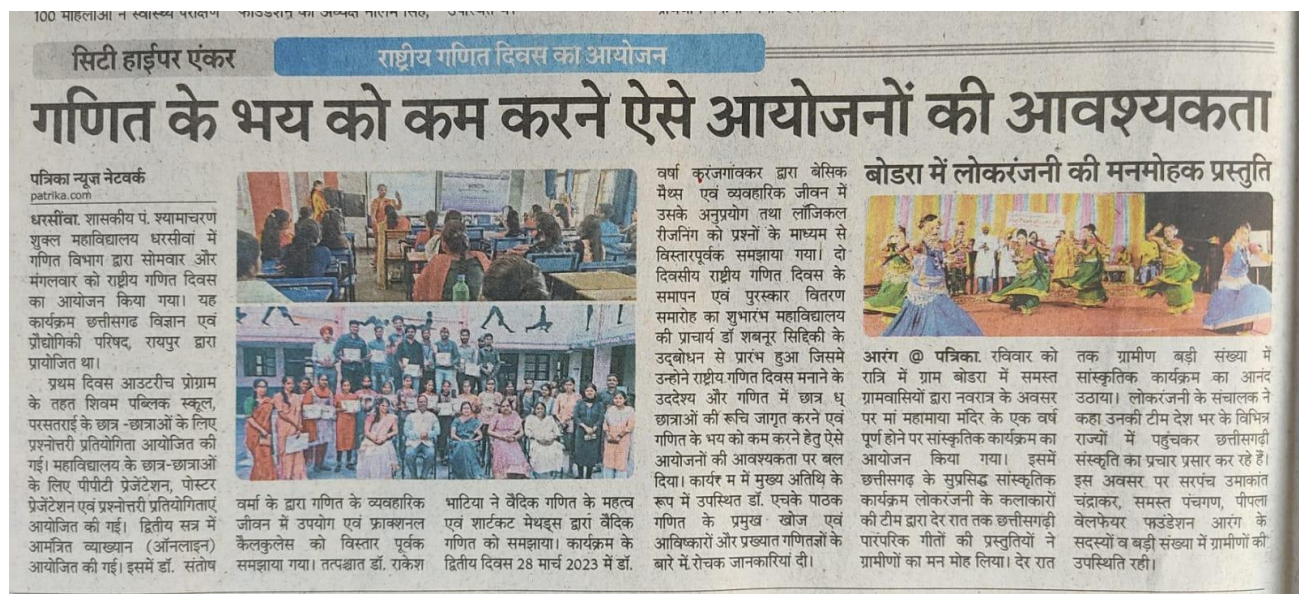 100 महिलाओं ने स्वास्थ्य परीक्षण
सिटी हाईपर एंकर
राष्ट्रीय गणित दिवस का आयोजन
गणित के भय को कम करने ऐसे आयोजनों की आवश्यकता
पत्रिका न्यूज नेटवर्क
patrika.com
धरसींवा. शासकीय पं. श्यामाचरण
शुक्ल महाविद्यालय धरसीवां में
गणित विभाग द्वारा सोमवार और
मंगलवार को राष्ट्रीय गणित दिवस
का आयोजन किया गया। यह
कार्यक्रम छत्तीसगढ विज्ञान एवं
प्रौद्योगिकी परिषद, रायपुर द्वारा
प्रायोजित था।
प्रथम दिवस आउटरीच प्रोग्राम
के तहत शिवम पब्लिक स्कूल,
परसतराई के छात्र -छात्राओं के लिए
प्रश्नोत्तरी प्रतियोगिता आयोजित की
गई। महाविद्यालय के छात्र-छात्राओं
के लिए पीपीटी प्रेजेंटेशन, पोस्टर
प्रेजेंटेशन एवं प्रश्नोत्तरी प्रतियोगिताएं
आयोजित की गई। द्वितीय सत्र में
आमंत्रित व्याख्यान (ऑनलाइन)
आयोजित की गई। इसमें डॉ. संतोष
वर्मा के द्वारा गणित के व्यवहारिक
जीवन में उपयोग एवं फ्राक्शनल
कैलकुलेस को विस्तार पूर्वक
समझाया गया। तत्पश्चात डॉ. राकेश
भाटिया ने वैदिक गणित के महत्व
एवं शार्टकट मेथड्स द्वारा वैदिक
गणित को समझाया। कार्यक्रम के
द्वितीय दिवस 28 मार्च 2023 में डॉ.
वर्षा कुरंजगांवकर द्वारा बेसिक
मैथ्स एवं व्यवहारिक जीवन में
उसके अनुप्रयोग तथा लॉजिकल
रीजनिंग को प्रश्नों के माध्यम से
विस्तारपूर्वक समझाया गया। दो
दिवसीय राष्ट्रीय गणित दिवस के
समापन एवं पुरस्कार वितरण
समारोह का शुभारंभ महाविद्यालय
की प्राचार्य डॉ शबनूर सिद्दिकी के
उद्बोधन से प्रारंभ हुआ जिसमे
उन्होने राष्ट्रीय गणित दिवस मनाने के
उददेश्य और गणित में छात्र ध्
छात्राओं की रूचि जागृत करने एवं
गणित के भय को कम करने हेतु ऐसे
आयोजनों की आवश्यकता पर बल
दिया। कार्यर म में मुख्य अतिथि के
रूप में उपस्थित डॉ. एचके पाठक
गणित के प्रमुख खोज एवं
आविष्कारों और प्रख्यात गणितज्ञों के
बारे में रोचक जानकारियां दी।
बोडरा में लोकरंजनी की मनमोहक प्रस्तुति
आरंग @ पत्रिका. रविवार को
रात्रि में ग्राम बोडरा में समस्त
ग्रामवासियों द्वारा नवरात्र के अवसर
पर मां महामाया मंदिर के एक वर्ष
पूर्ण होने पर सांस्कृतिक कार्यक्रम का
आयोजन किया गया। इसमें
छत्तीसगढ़ के सुप्रसिद्ध सांस्कृतिक
कार्यक्रम लोकरंजनी के कलाकारों
की टीम द्वारा देर रात तक छत्तीसगढ़ी
पारंपरिक गीतों की प्रस्तुतियों ने
ग्रामीणों का मन मोह लिया। देर रात
तक ग्रामीण बड़ी संख्या में
सांस्कृतिक कार्यक्रम का आनंद
उठाया। लोकरंजनी के संचालक ने
कहा उनकी टीम देश भर के विभिन्न
राज्यों में पहुंचकर छत्तीसगढ़ी
संस्कृति का प्रचार प्रसार कर रहे हैं।
इस अवसर पर सरपंच उमाकांत
चंद्राकर, समस्त पंचगण, पीपला
वेलफेयर फाउंडेशन आरंग के
सदस्यों व बड़ी संख्या में ग्रामीणों की
उपस्थिति रही।